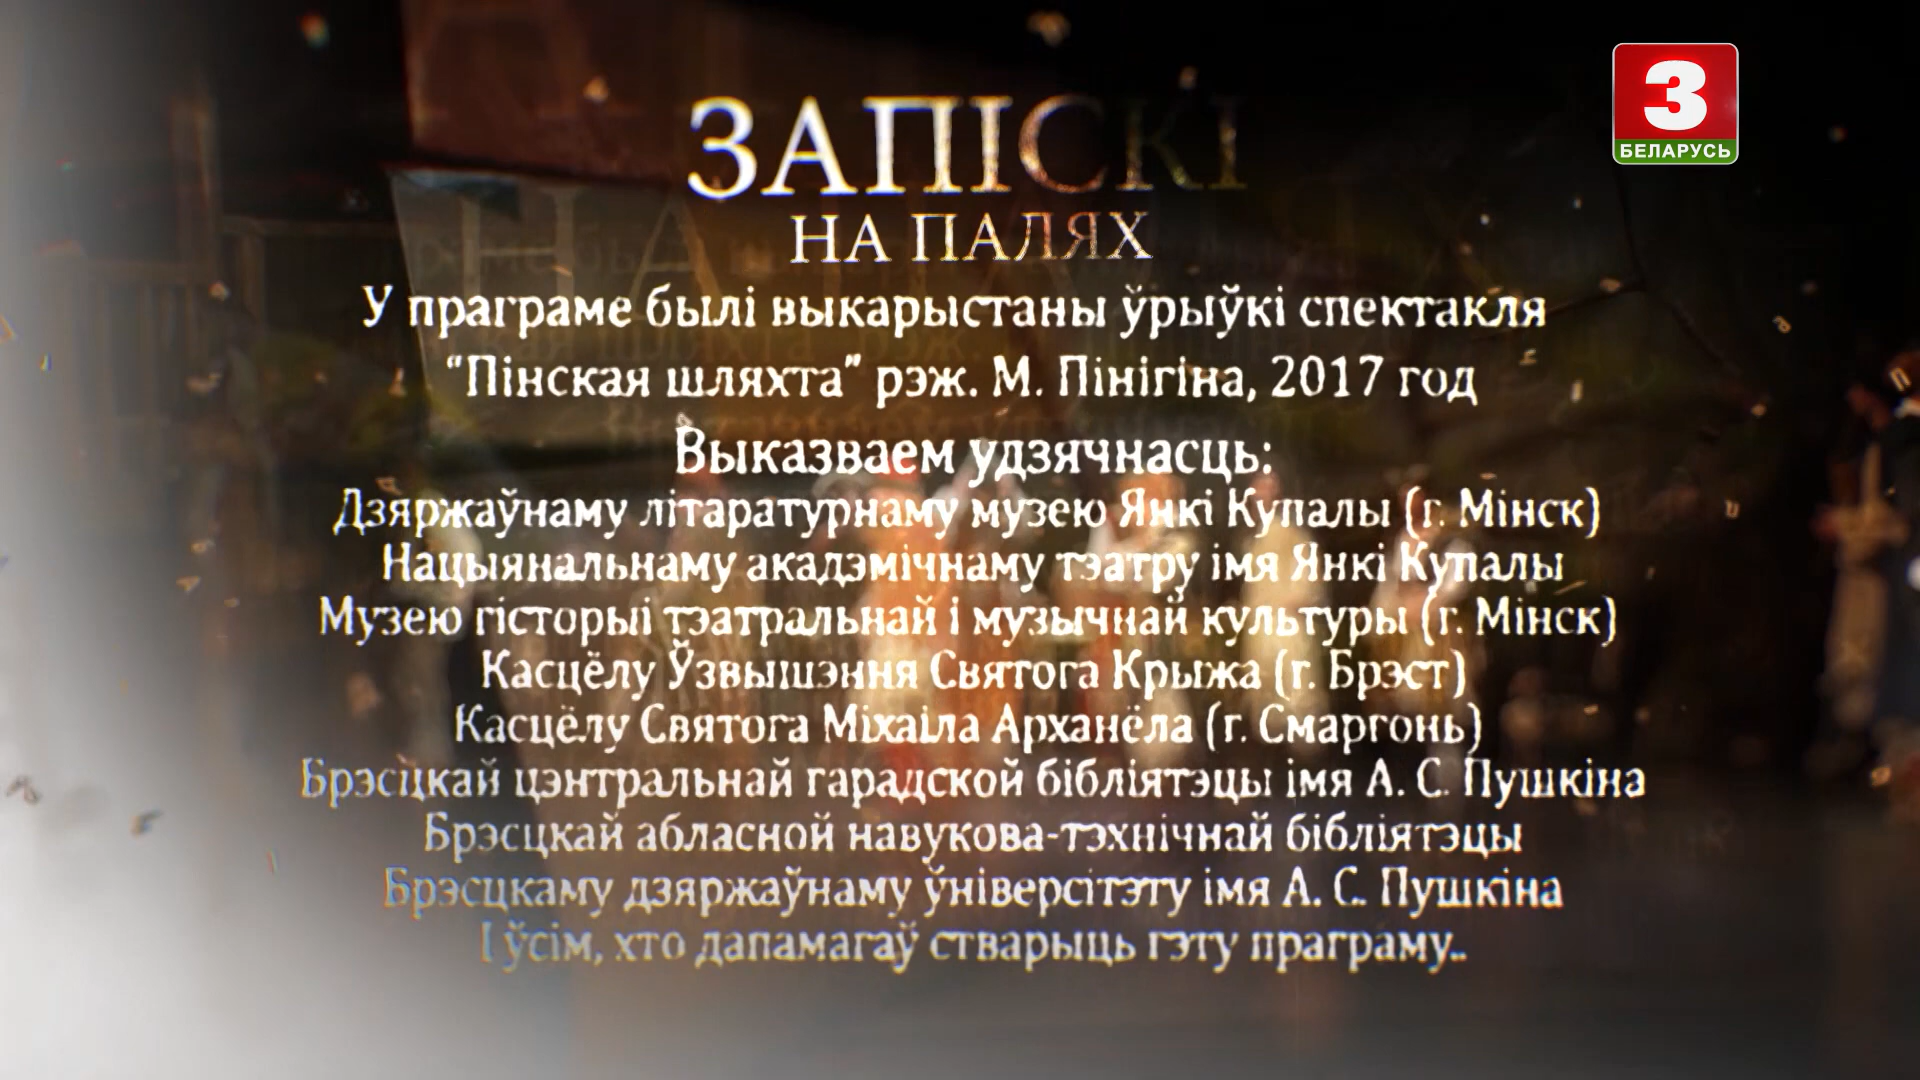 3
БЕЛАРУСЬ
ЗАПІСКІ
НА ПАЛЯХ
У праграме былі выкарыстаны ўрыўкі спектакля
“Пінская шляхта” рэж. М. Пінігіна, 2017 год
Выказваем удзячнасць:
Дзяржаўнаму літаратурнаму музею Янкі Купалы (г. Мінск)
Нацыянальнаму акадэмічнаму тэатру імя Янкі Купалы
Музею гісторыі тэатральнай і музычнай культуры (г. Мінск)
Касцёлу Ўзвышэння Святога Крыжа (г. Брэст)
Касцёлу Святога Міхаіла Арханёла (г. Смаргонь)
Брэсцкай цэнтральнай гарадской бібліятэцы імя А. С. Пушкіна
Брэсцкай абласной навукова-тэхнічнай бібліятэцы
Брэсцкаму дзяржаўнаму ўніверсітэту імя А. С. Пушкіна
І ўсім, хто дапамагаў стварыць гэту праграму..